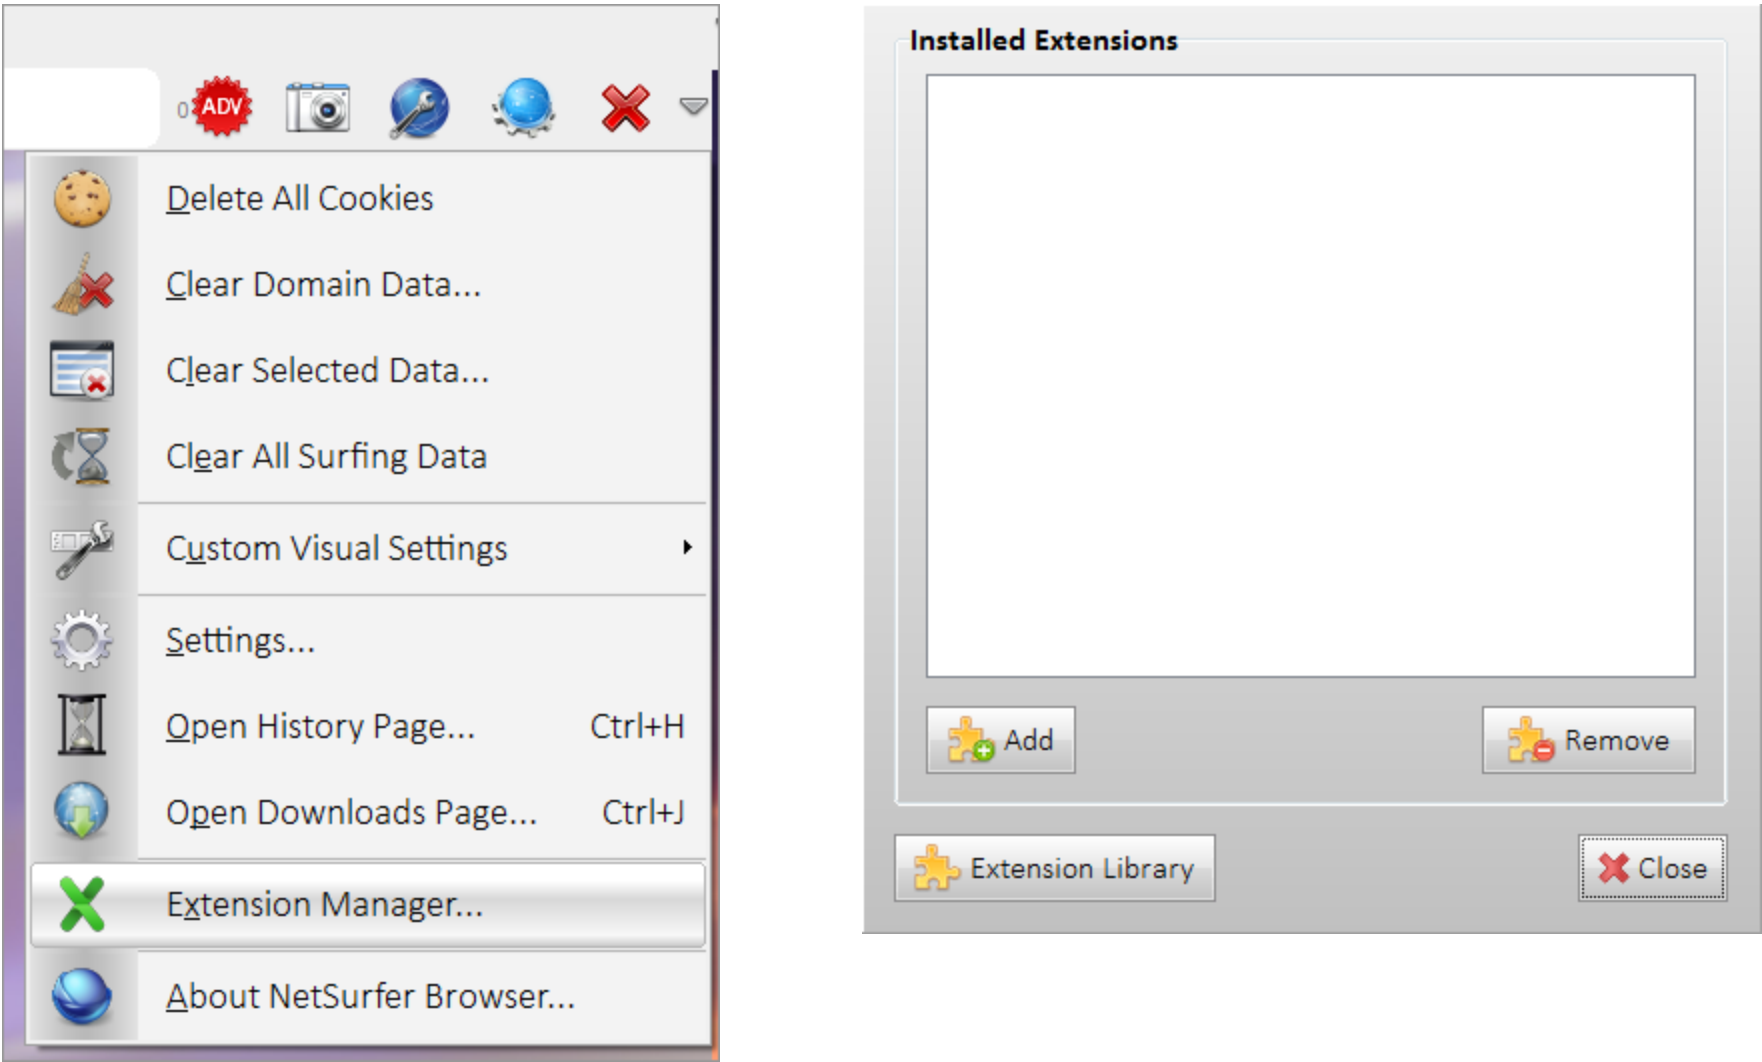 0 ADV
Delete All Cookies
Clear Domain Data...
Clear Selected Data...
Clear All Surfing Data
Custom Visual Settings
Settings...
Open History Page... Ctrl+H
Open Downloads Page... Ctrl+J
Extension Manager...
About NetSurfer Browser...
Installed Extensions
Add Remove
Extension Library Close